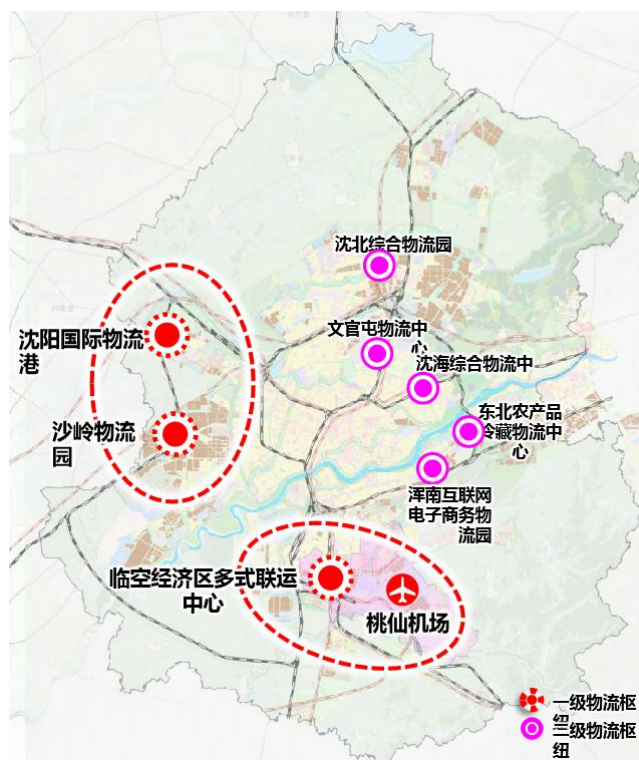 沈北综合物流园
文官屯物流中
心
沈阳国际物流
港
沈海综合物流中
沙岭物流
园
东北农产品
冷藏物流中
心
浑南互联网
电子商务物
流园
临空经济区多式联运
中心
桃仙机场
一级物流枢
纽
二级物流枢
纽